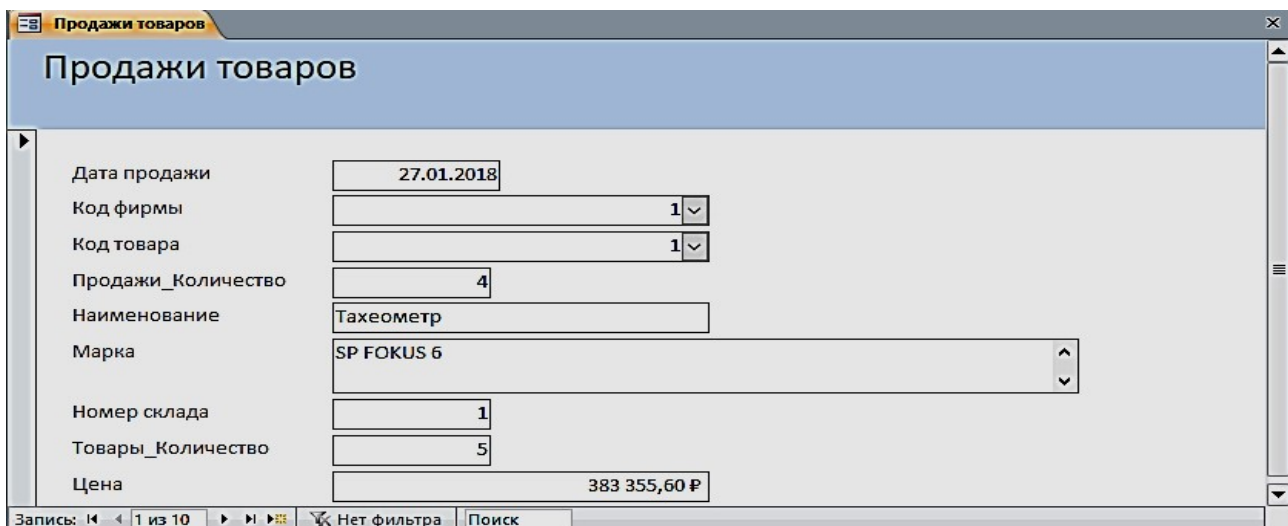 Продажи товаров
Продажи товаров
Дата продажи 27.01.2018
Код фирмы 1
Код товара 1
Продажи_Количество 4
Наименование Тахеометр
Марка SP FOKUS 6
Номер склада 1
Товары_Количество 5
Цена 383 355,60 ₽
Запись: 1 из 10 Нет фильтра Поиск